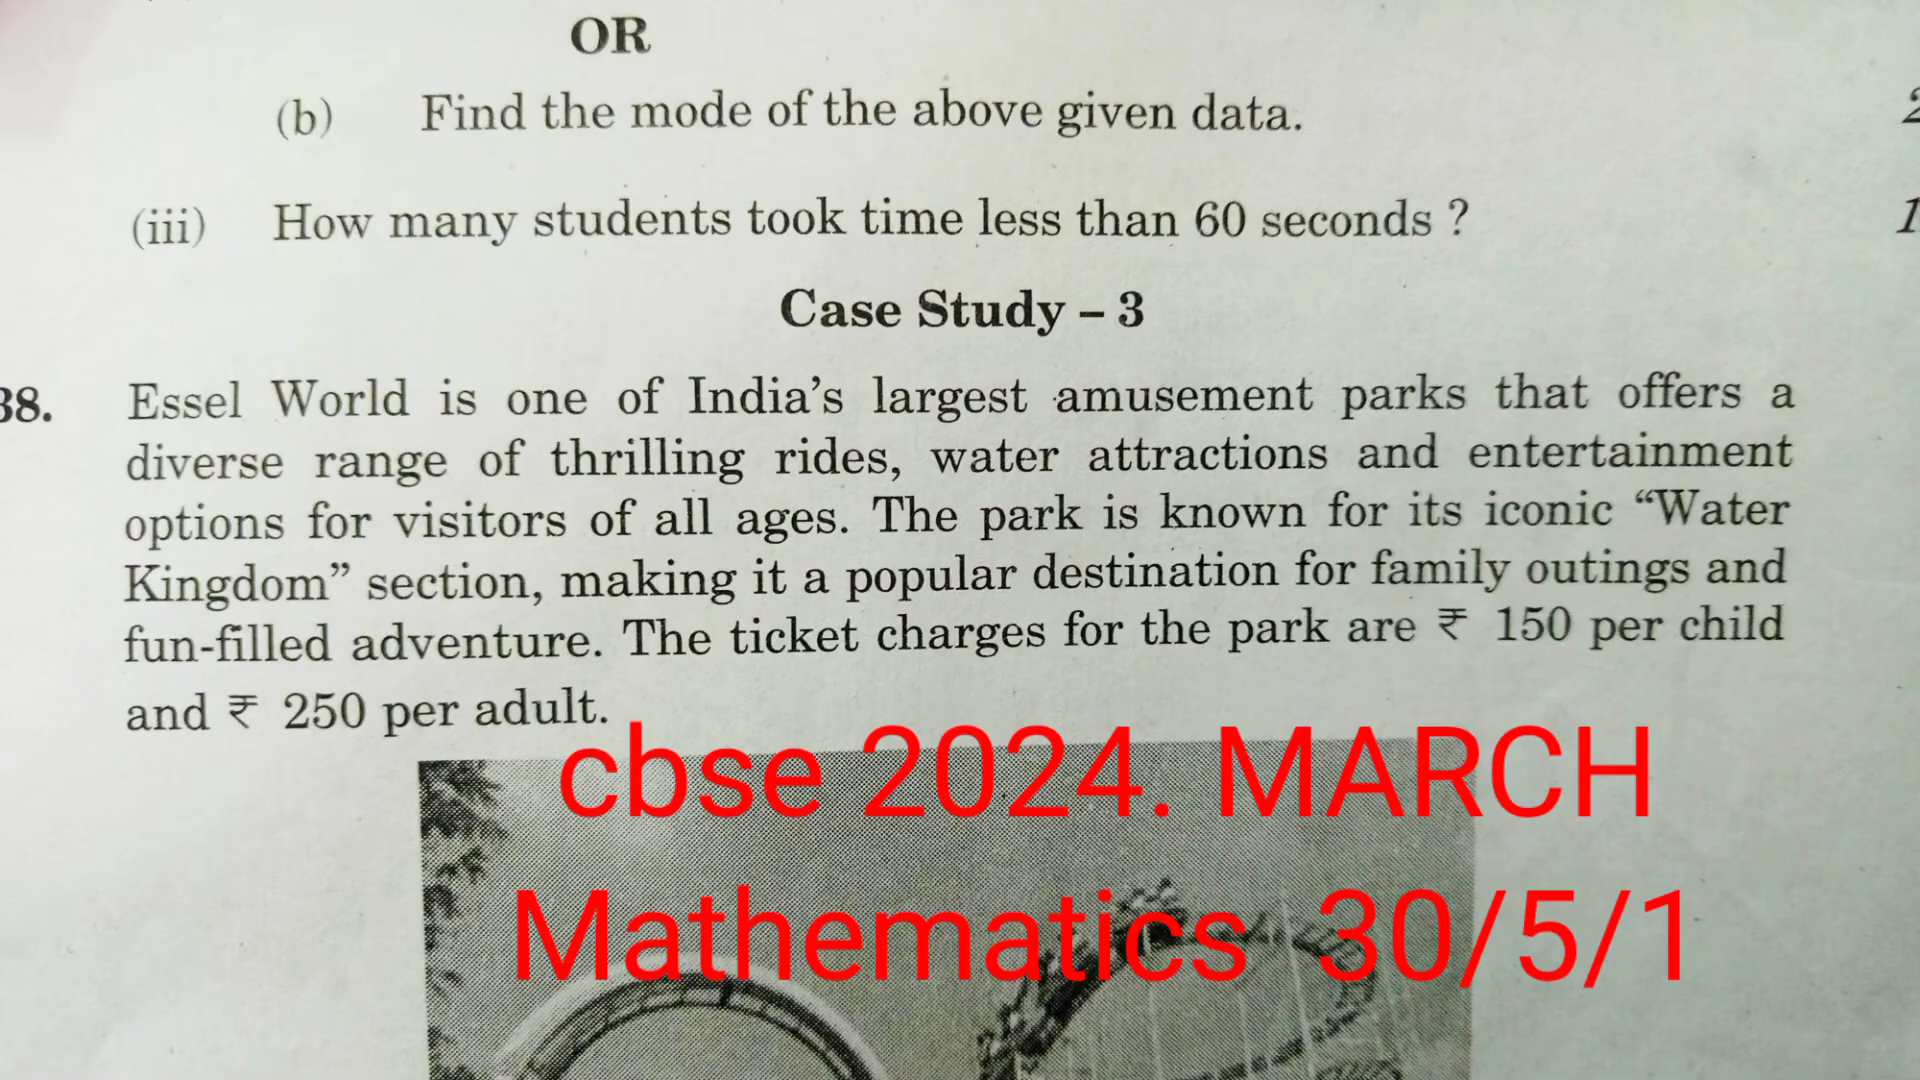 OR
(b) Find the mode of the above given data.
(iii) How many students took time less than 60 seconds ? 1
Case Study – 3
38. Essel World is one of India’s largest amusement parks that offers a
diverse range of thrilling rides, water attractions and entertainment
options for visitors of all ages. The park is known for its iconic “Water
Kingdom” section, making it a popular destination for family outings and
fun-filled adventure. The ticket charges for the park are ₹ 150 per child
and ₹ 250 per adult.
cbse 2024. MARCH
Mathematics 30/5/1